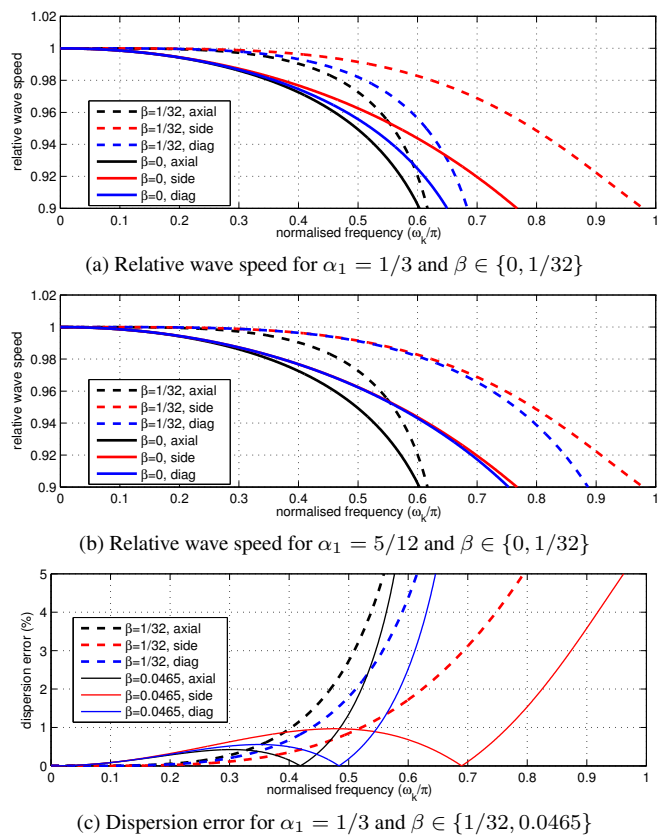 1.02
1
0.98
0.96
0.94
0.92
0.9
relative wave speed
β=1/32, axial
β=1/32, side
β=1/32, diag
β=0, axial
β=0, side
β=0, diag
0 0.1 0.2 0.3 0.4 0.5 0.6 0.7 0.8 0.9 1
normalised frequency (ωk/π)
(a) Relative wave speed for α1 = 1/3 and β ∈ {0, 1/32}
1.02
1
0.98
0.96
0.94
0.92
0.9
relative wave speed
β=1/32, axial
β=1/32, side
β=1/32, diag
β=0, axial
β=0, side
β=0, diag
0 0.1 0.2 0.3 0.4 0.5 0.6 0.7 0.8 0.9 1
normalised frequency (ωk/π)
(b) Relative wave speed for α1 = 5/12 and β ∈ {0, 1/32}
5
4
3
2
1
0
dispersion error (%)
β=1/32, axial
β=1/32, side
β=1/32, diag
β=0.0465, axial
β=0.0465, side
β=0.0465, diag
0 0.1 0.2 0.3 0.4 0.5 0.6 0.7 0.8 0.9 1
normalised frequency (ωk/π)
(c) Dispersion error for α1 = 1/3 and β ∈ {1/32, 0.0465}